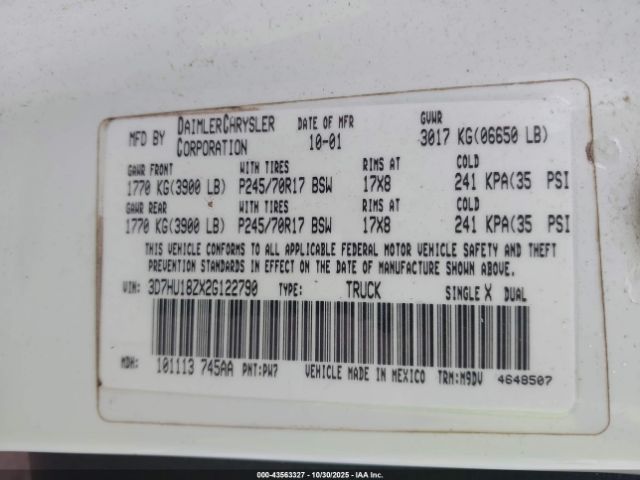 MFD BY DAIMLERCHRYSLER CORPORATION DATE OF MFR 10-01 GVWR 3017 KG(06650 LB)
GAWR FRONT WITH TIRES RIMS AT COLD
1770 KG(3900 LB) P245/70R17 BSW 17X8 241 KPA(35 PSI
GAWR REAR WITH TIRES RIMS AT COLD
1770 KG(3900 LB) P245/70R17 BSW 17X8 241 KPA(35 PSI
THIS VEHICLE CONFORMS TO ALL APPLICABLE FEDERAL MOTOR VEHICLE SAFETY AND THEFT
PREVENTION STANDARDS IN EFFECT ON THE DATE OF MANUFACTURE SHOWN ABOVE.
VIN: 3D7HU18ZX2G122790 TYPE: TRUCK SINGLE X DUAL
MDH: 101113 745AA PNT:PW7 VEHICLE MADE IN MEXICO TRM:M9DV 4648507
000-43563327 - 10/30/2025 - IAA Inc.